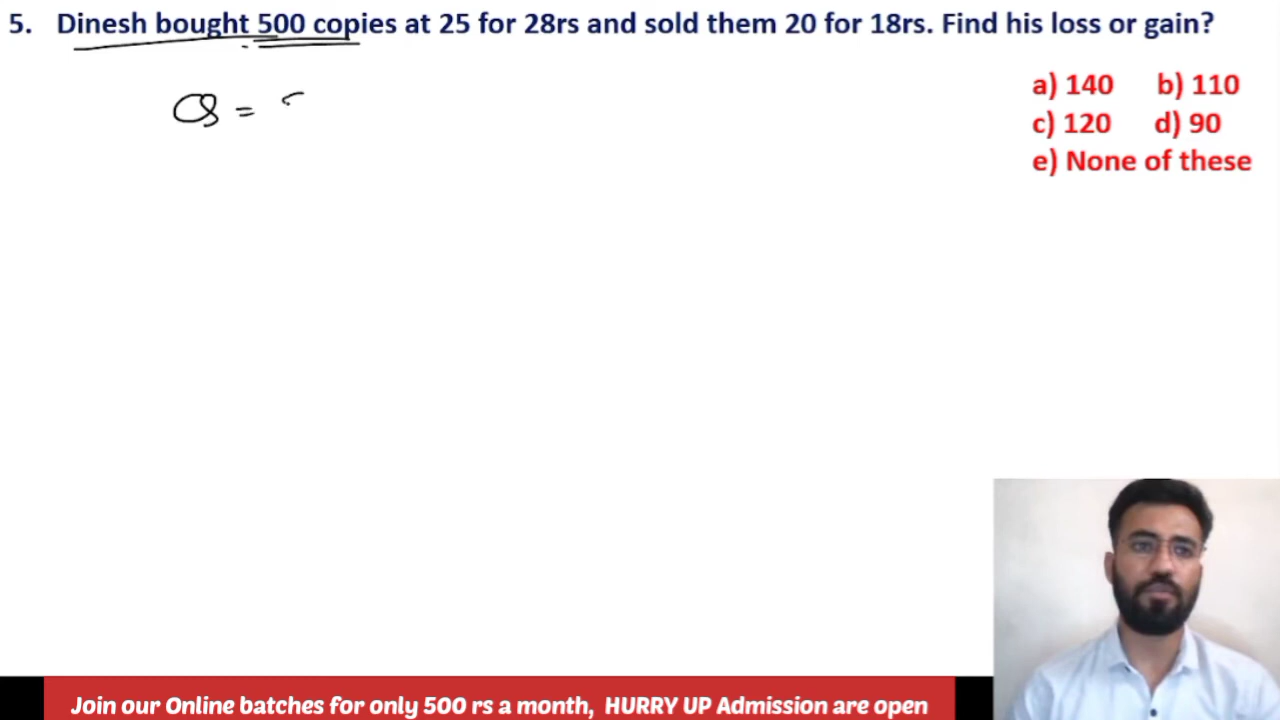 5. Dinesh bought 500 copies at 25 for 28rs and sold them 20 for 18rs. Find his loss or gain?
a) 140 b) 110
c) 120 d) 90
e) None of these
=
Join our Online batches for only 500 rs a month, HURRY UP Admission are open